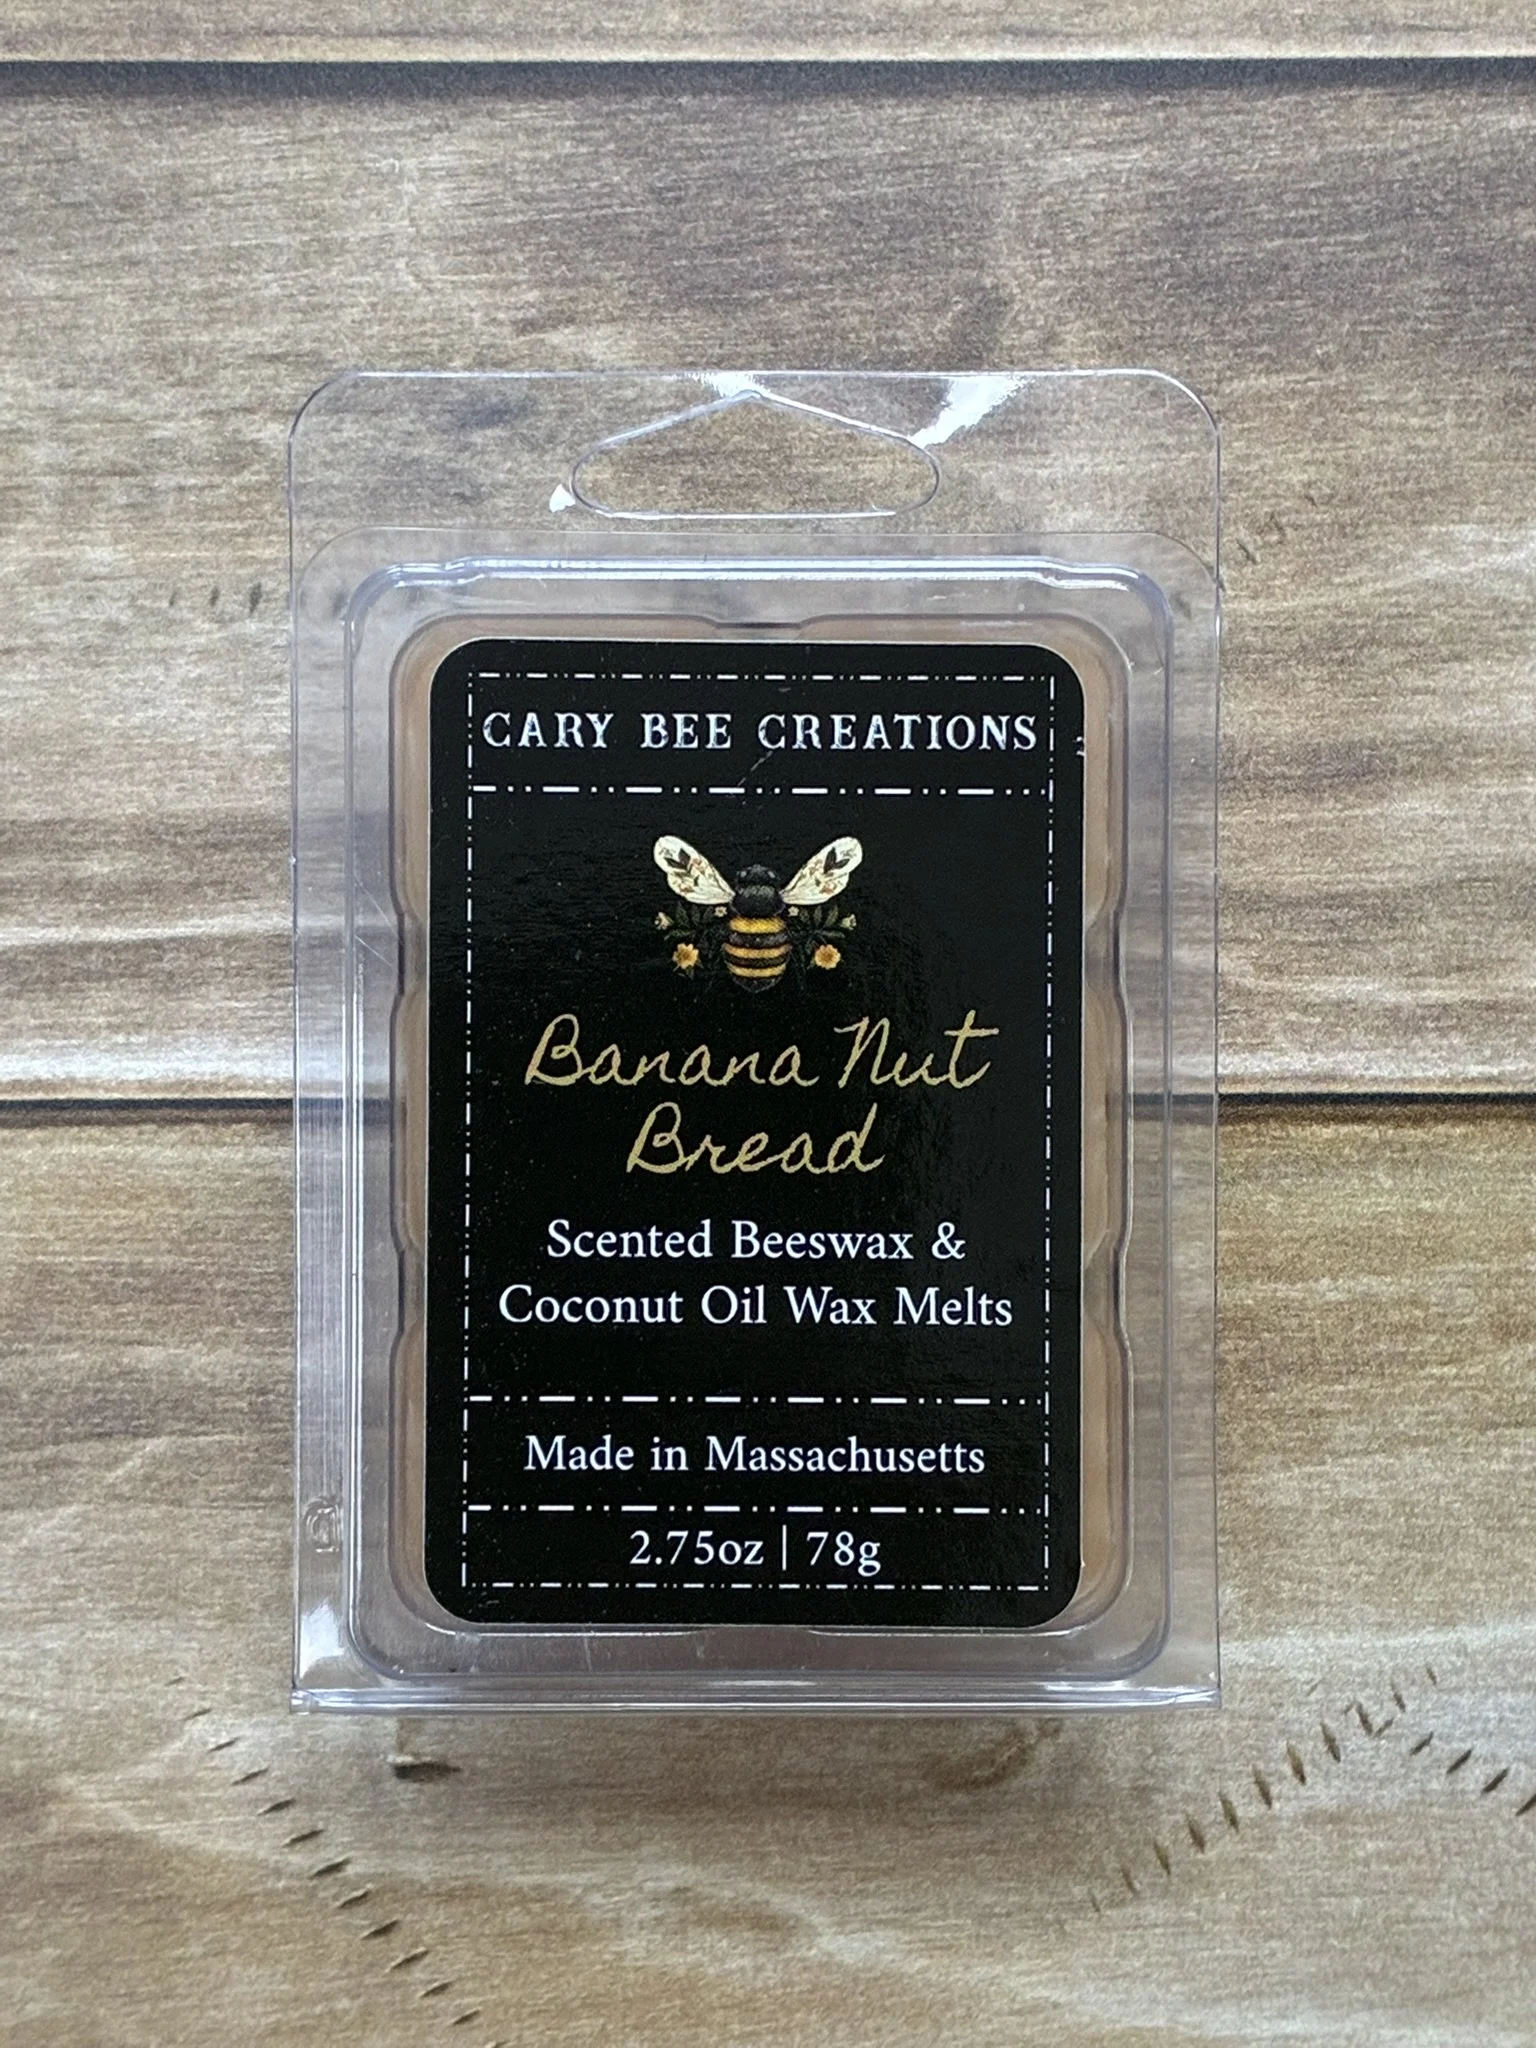 CARY BEE CREATIONS
Banana Nut
Bread
Scented Beeswax &
Coconut Oil Wax Melts
Made in Massachusetts
2.75oz | 78g